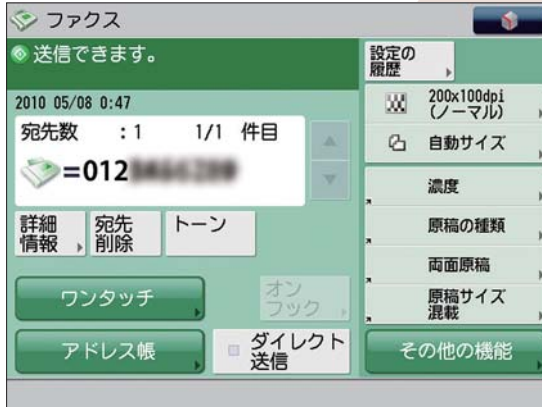 ファクス
送信できます。
設定の
履歴
2010 05/08 0:47
200x100dpi
(ノーマル)
宛先数 :1 1/1 件目
自動サイズ
=012
濃度
詳細
情報
宛先
削除
トーン
原稿の種類
両面原稿
ワンタッチ
オン
フック
原稿サイズ
混載
アドレス帳
ダイレクト
送信
その他の機能